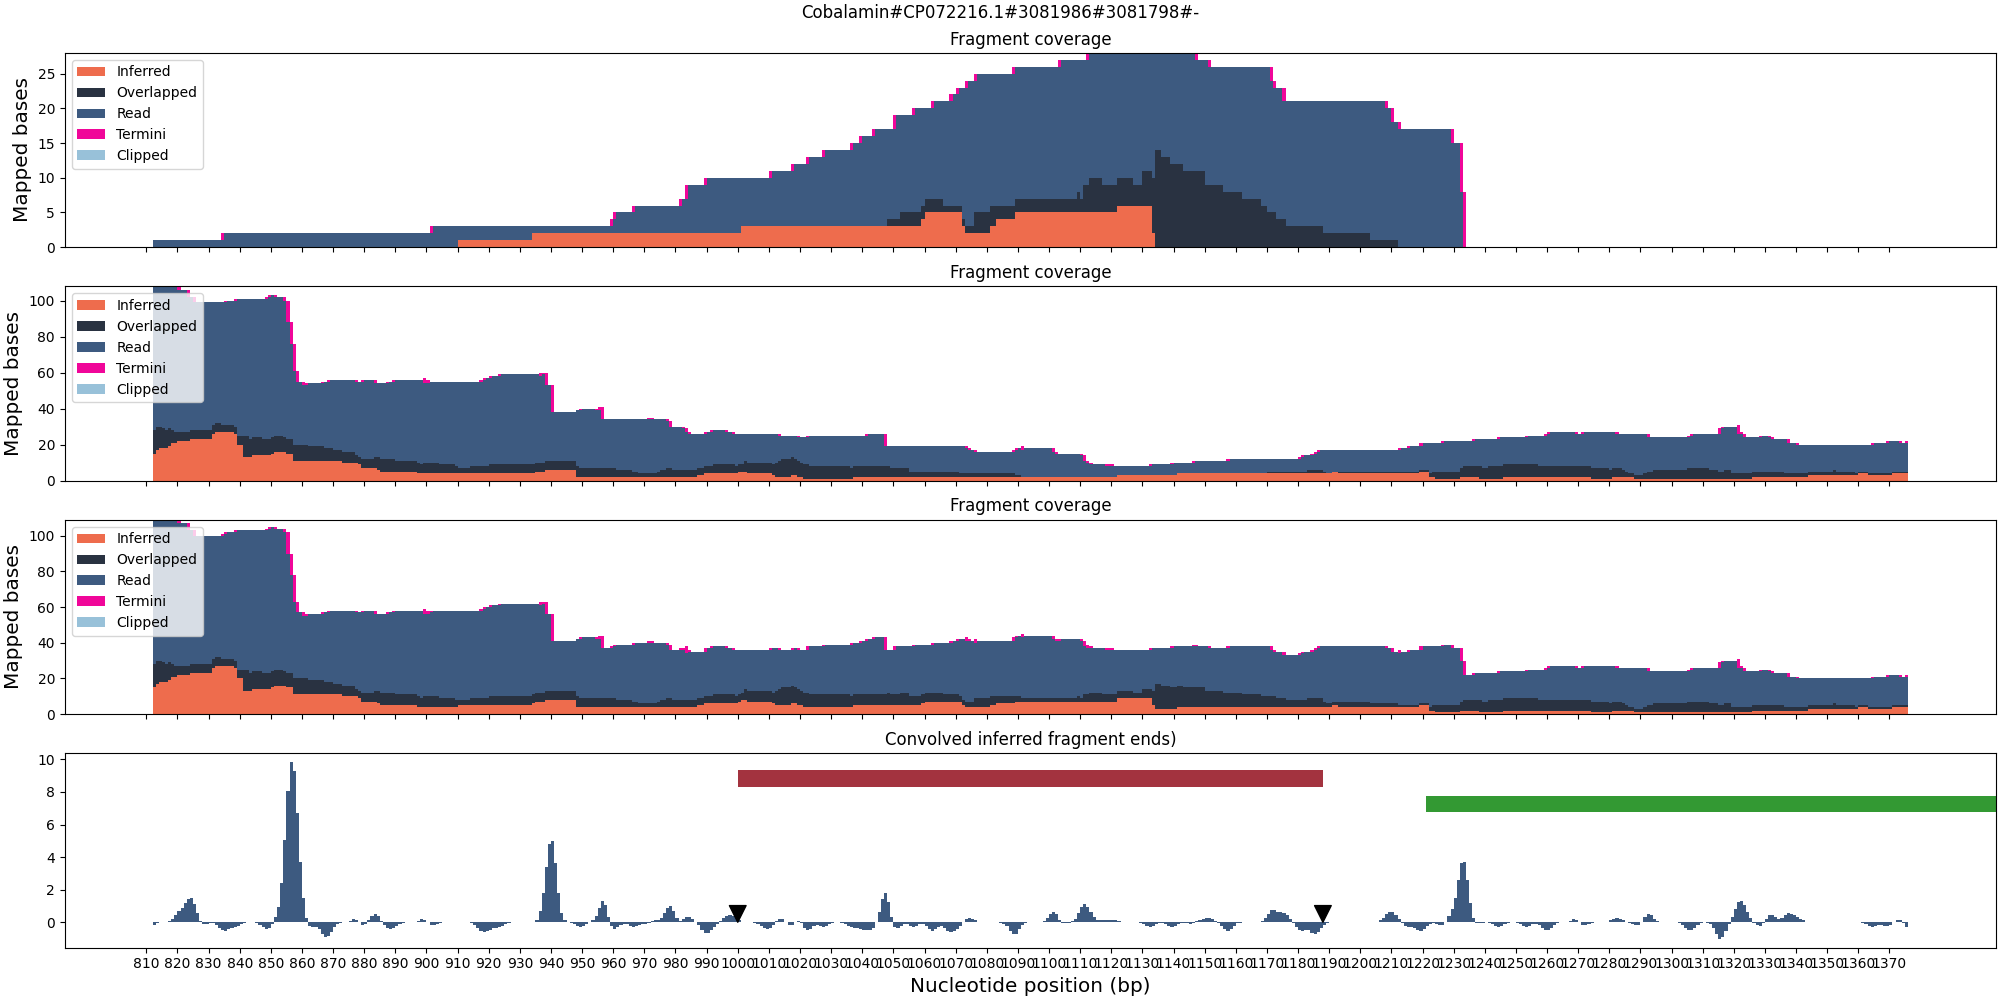 Cobalamin#CP072216.1#3081986#3081798#-
Fragment coverage
Mapped bases
25
20
15
10
5
0
Inferred
Overlapped
Read
Termini
Clipped
Fragment coverage
Mapped bases
100
80
60
40
20
0
Inferred
Overlapped
Read
Termini
Clipped
Fragment coverage
Mapped bases
100
80
60
40
20
0
Inferred
Overlapped
Read
Termini
Clipped
Convolved inferred fragment ends)
10
8
6
4
2
0
810 820 830 840 850 860 870 880 890 900 910 920 930 940 950 960 970 980 990 1000 1010 1020 1030 1040 1050 1060 1070 1080 1090 1100 1110 1120 1130 1140 1150 1160 1170 1180 1190 1200 1210 1220 1230 1240 1250 1260 1270 1280 1290 1300 1310 1320 1330 1340 1350 1360 1370
Nucleotide position (bp)